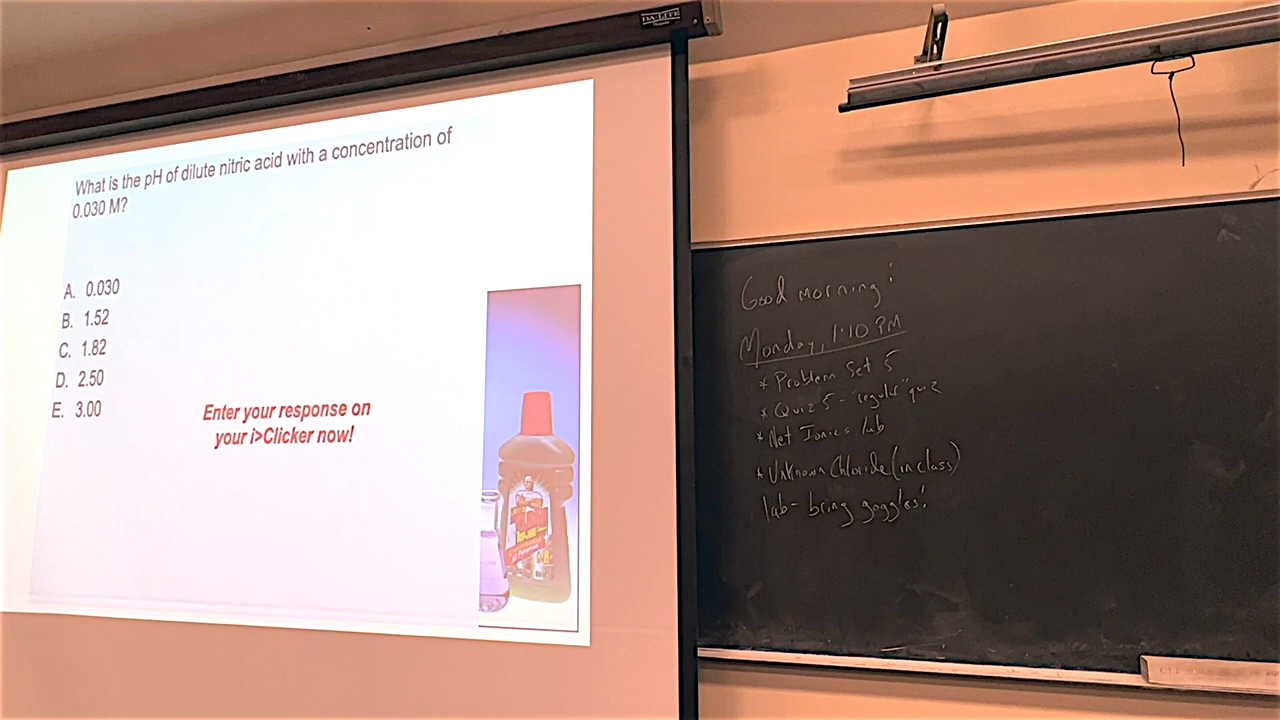 DA-LITE
What is the pH of dilute nitric acid with a concentration of
0.030 M?
A. 0.030
B. 1.52
C. 1.82
D. 2.50
E. 3.00
Enter your response on
your i>Clicker now!
Good morning!
Monday, 1:10 PM
* Problem Set 5
* Quiz 5 - "regular" quiz
* Net Ionics lab
* Unknown Chloride (in class)
lab - bring goggles!